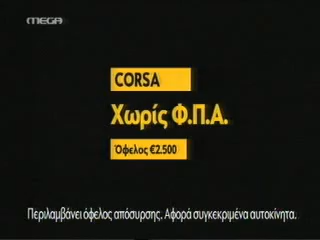 MEGA
CORSA
Χωρίς Φ.Π.Α.
Όφελος €2.500
Περιλαμβάνει όφελος απόσυρσης. Αφορά συγκεκριμένα αυτοκίνητα.